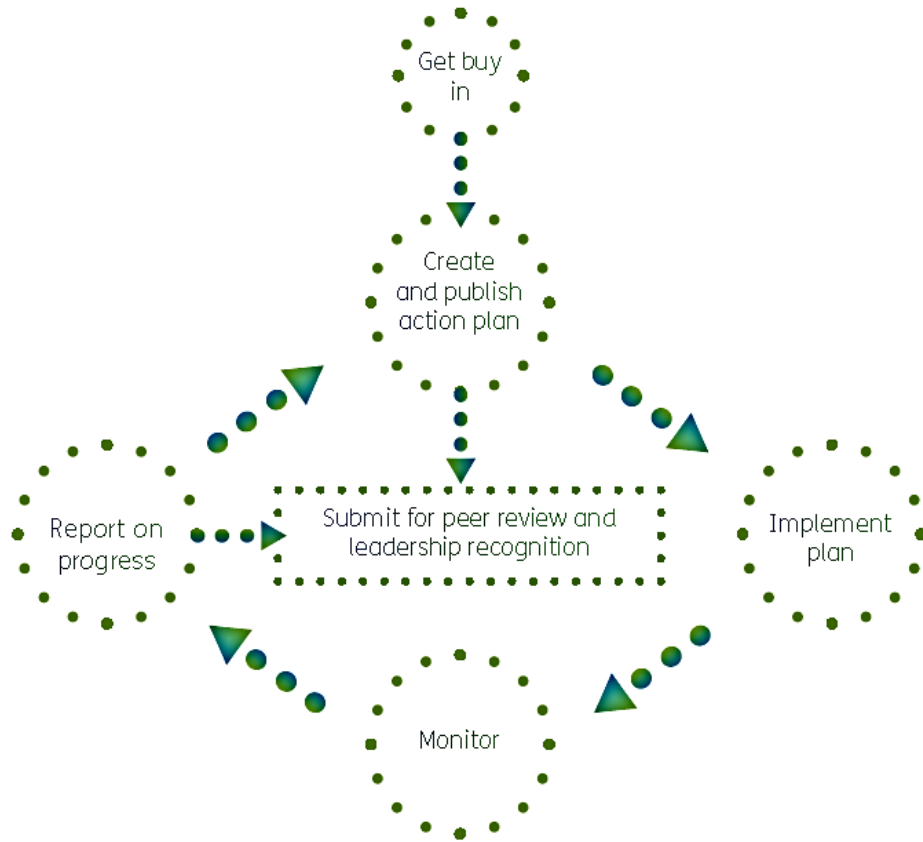 Get buy
in
Create
and publish
action plan
Report on
progress
Submit for peer review and
leadership recognition
Implement
plan
Monitor